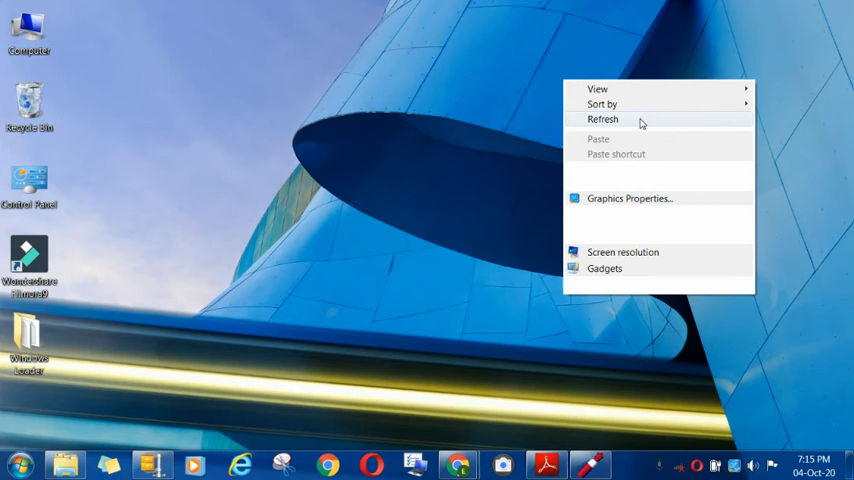 Computer
Recycle Bin
Control Panel
Wondershare
Filmora9
Windows
Loader
View
Sort by
Refresh
Paste
Paste shortcut
Graphics Properties...
Screen resolution
Gadgets
7:15 PM
04-Oct-20